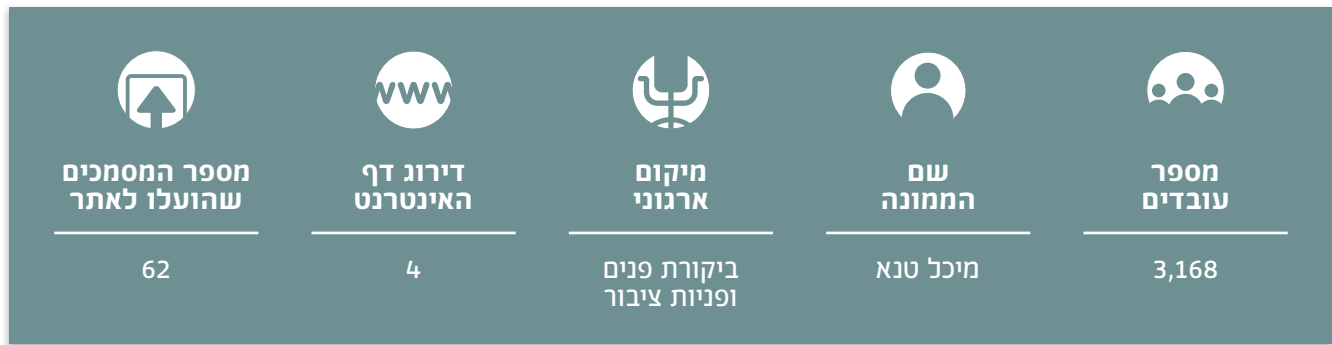 מספר
עובדים
3,168
שם
הממונה
מיכל טנא
מיקום
ארגוני
ביקורת פנים
ופניות ציבור
www
דירוג דף
האינטרנט
4
מספר המסמכים
שהועלו לאתר
62